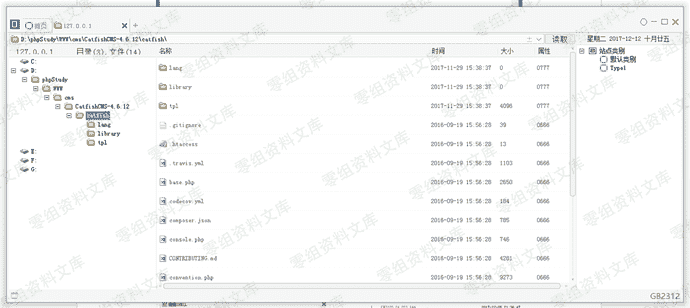 首页 127.0.0.1
D:\phpStudy\WWW\cms\CatfishCMS-4.6.12\catfish\ 读取 星期二 2017-12-12 十月廿五
127.0.0.1 目录(3),文件(14) 名称 时间 大小 属性 站点类别
C: 默认类别
D: lang 2017-11-29 15:38:37 0 0777 Type1
phpStudy
WWW library 2017-11-29 15:38:37 0 0777
cms
CatfishCMS-4.6.12 tpl 2017-11-29 15:38:37 4096 0777
catfish .gitignore 2016-09-19 15:56:28 39 0666
lang
library .htaccess 2016-09-19 15:56:28 13 0666
tpl
E: .travis.yml 2016-09-19 15:56:28 1103 0666
F:
G: base.php 2016-09-19 15:56:28 2650 0666
codecov.yml 2016-09-19 15:56:28 184 0666
composer.json 2016-09-19 15:56:28 785 0666
console.php 2016-09-19 15:56:28 746 0666
CONTRIBUTING.md 2016-09-19 15:56:28 4261 0666
convention.php 2016-09-19 15:56:28 9273 0666
GB2312
零组资料文库